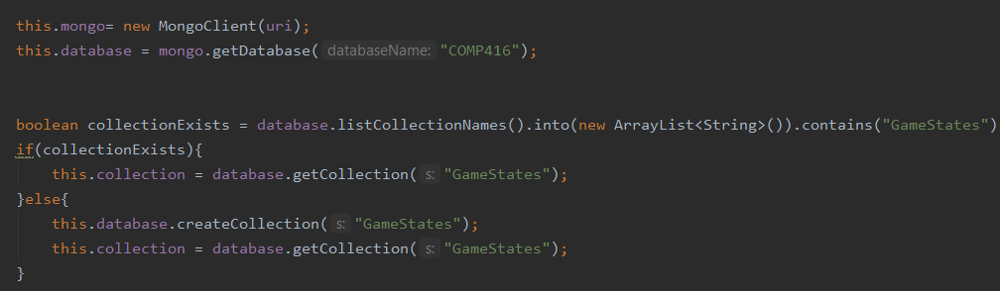 this.mongo= new MongoClient(uri);
this.database = mongo.getDatabase( databaseName: "COMP416");
boolean collectionExists = database.listCollectionNames().into(new ArrayList<String>()).contains("GameStates")
if(collectionExists){
    this.collection = database.getCollection( s: "GameStates");
}else{
    this.database.createCollection( s: "GameStates");
    this.collection = database.getCollection( s: "GameStates");
}